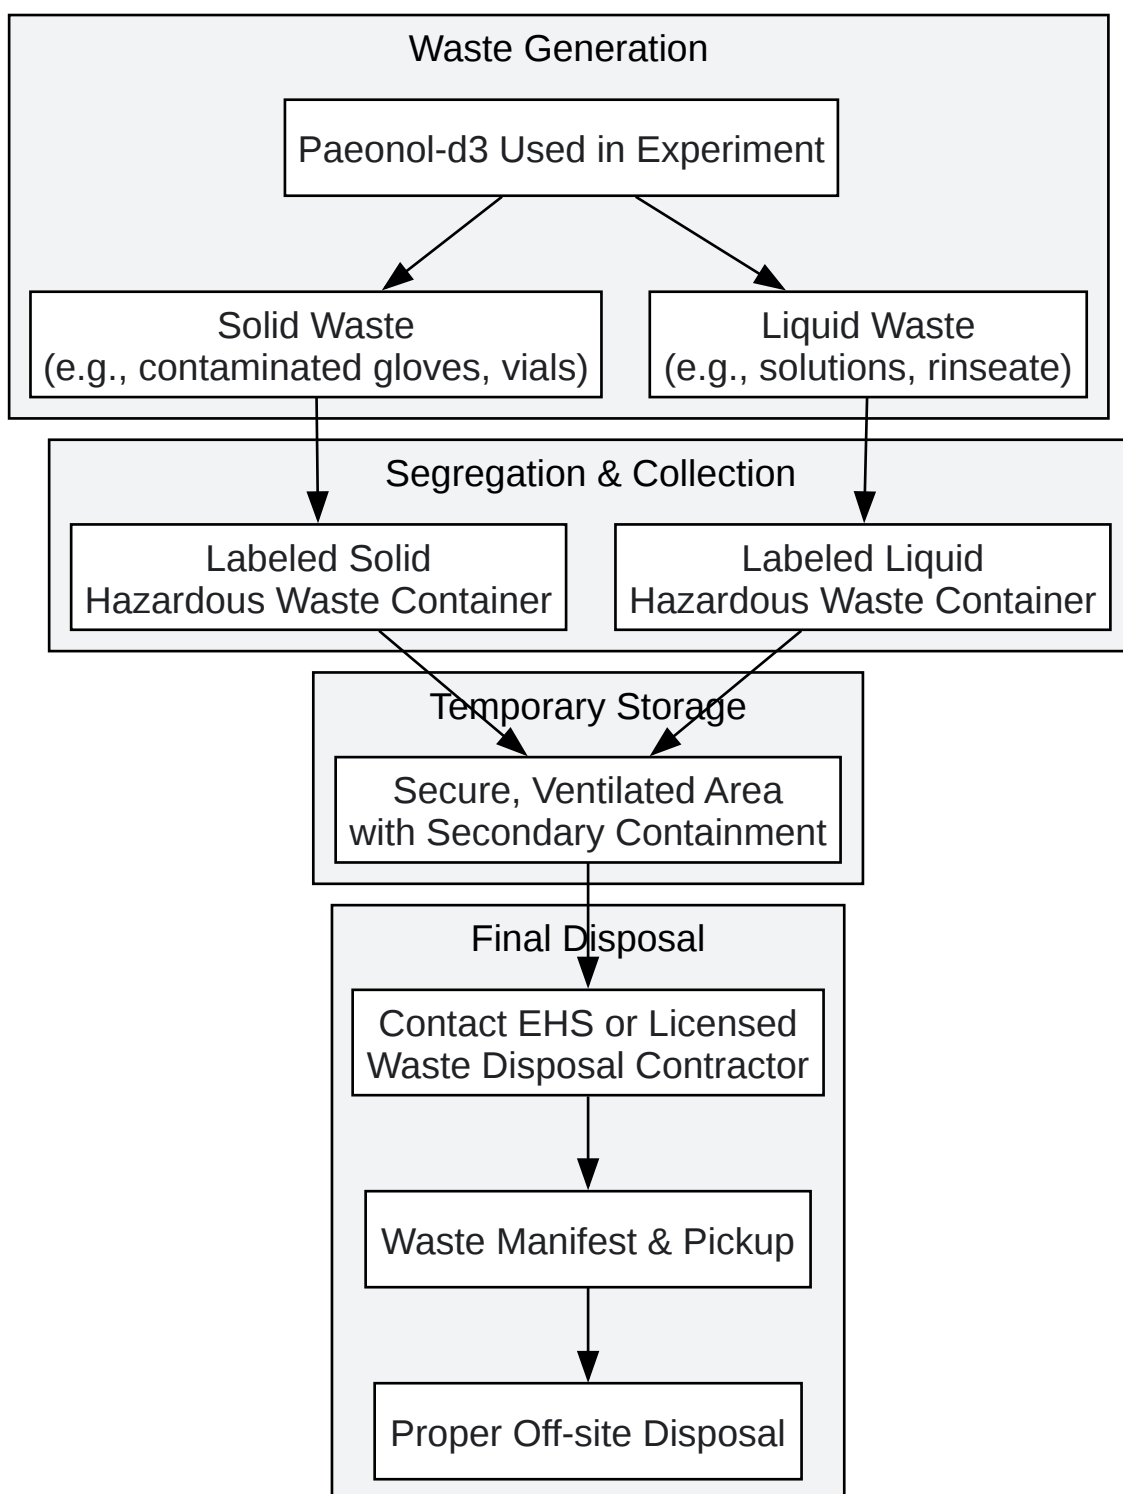 Waste Generation
Paeonol-d3 Used in Experiment
Solid Waste
(e.g., contaminated gloves, vials)
Liquid Waste
(e.g., solutions, rinseate)
Segregation & Collection
Labeled Solid
Hazardous Waste Container
Labeled Liquid
Hazardous Waste Container
Temporary Storage
Secure, Ventilated Area
with Secondary Containment
Final Disposal
Contact EHS or Licensed
Waste Disposal Contractor
Waste Manifest & Pickup
Proper Off-site Disposal